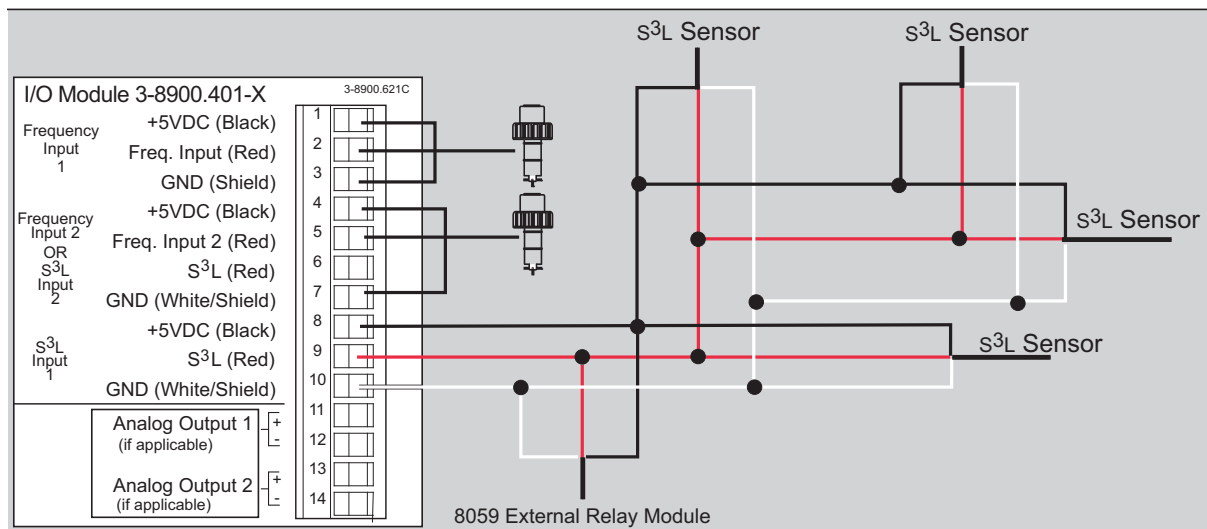 S³L Sensor
S³L Sensor
I/O Module 3-8900.401-X
3-8900.621C
Frequency
Input
1
+5VDC (Black)
1
Freq. Input (Red)
2
GND (Shield)
3
Frequency
Input 2
OR
S³L
Input
2
+5VDC (Black)
4
Freq. Input 2 (Red)
5
S³L (Red)
6
GND (White/Shield)
7
S³L Sensor
S³L
Input
1
+5VDC (Black)
8
S³L (Red)
9
GND (White/Shield)
10
S³L Sensor
Analog Output 1
(if applicable)
+
-
11
12
Analog Output 2
(if applicable)
+
-
13
14
8059 External Relay Module